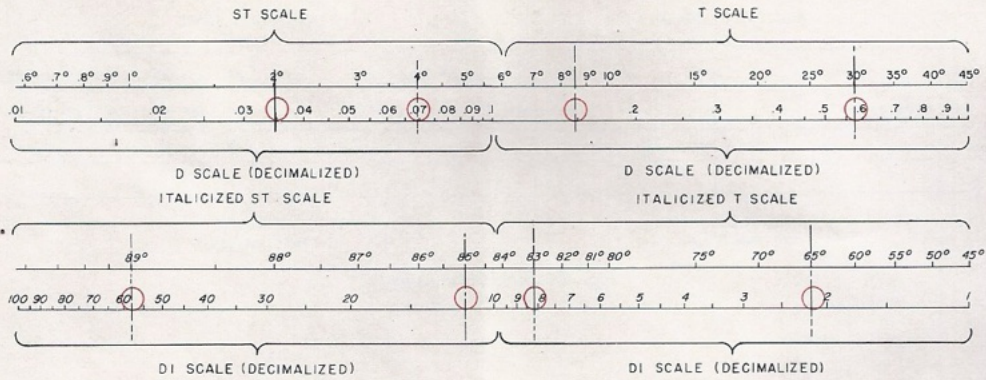 ST SCALE T SCALE
.6° .7° .8° .9° 1° 2° 3° 4° 5° 6° 7° 8° 9° 10° 15° 20° 25° 30° 35° 40° 45°
.01 .02 .03 .04 .05 .06 .07 .08 .09 .1 .2 .3 .4 .5 .6 .7 .8 .9 1
D SCALE (DECIMALIZED) D SCALE (DECIMALIZED)
ITALICIZED ST SCALE ITALICIZED T SCALE
89° 88° 87° 86° 85° 84° 83° 82° 81° 80° 75° 70° 65° 60° 55° 50° 45°
100 90 80 70 60 50 40 30 20 10 9 8 7 6 5 4 3 2 1
DI SCALE (DECIMALIZED) DI SCALE (DECIMALIZED)